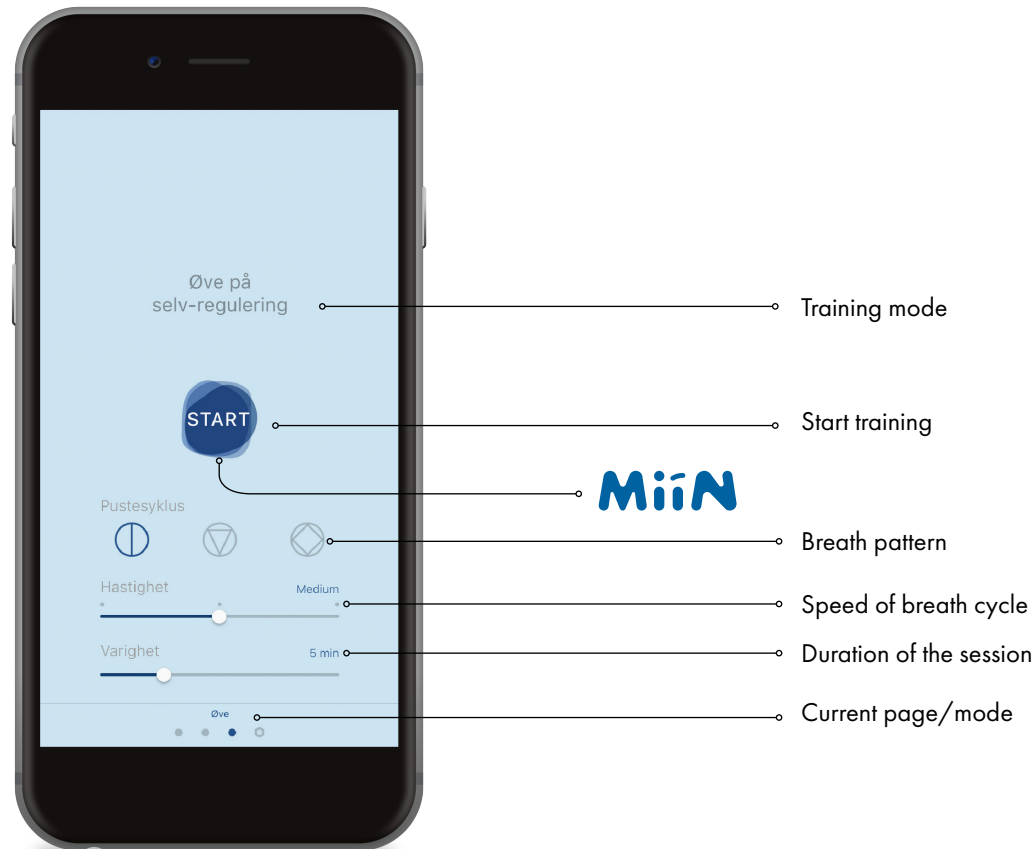 Øve på
selv-regulering
Training mode
START
Start training
MiiN
Pustesyklus
Breath pattern
Hastighet
Medium
Speed of breath cycle
Varighet
5 min
Duration of the session
Øve
Current page/mode